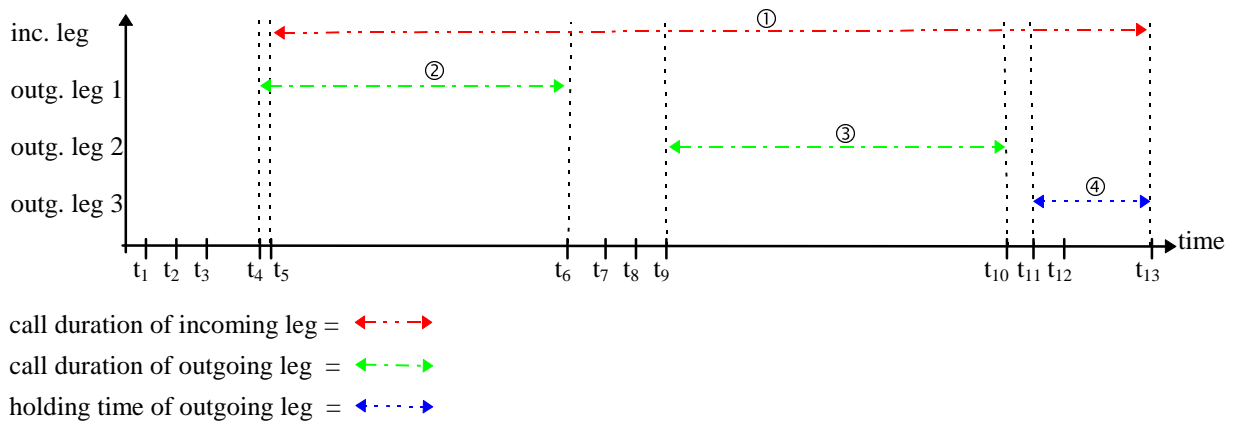 inc. leg
①
outg. leg 1
②
outg. leg 2
③
outg. leg 3
④
time
t1 t2 t3 t4 t5 t6 t7 t8 t9 t10 t11 t12 t13
call duration of incoming leg =
call duration of outgoing leg =
holding time of outgoing leg =